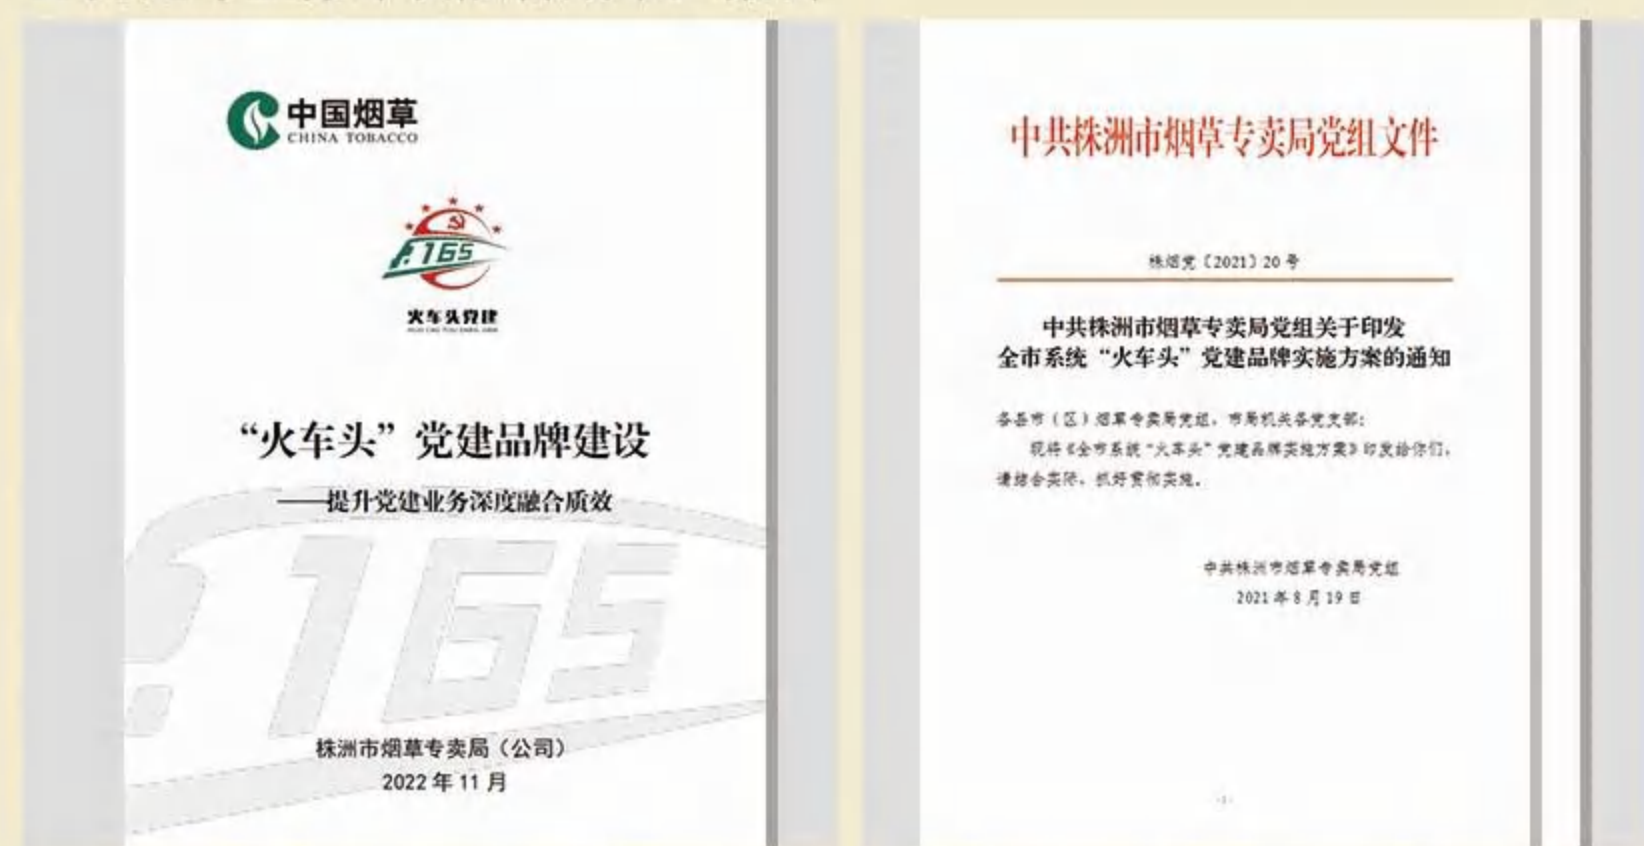 中国烟草
CHINA TOBACCO
165
火车头党建
“火车头”党建品牌建设
——提升党建业务深度融合质效
165
株洲市烟草专卖局（公司）
2022年11月
中共株洲市烟草专卖局党组文件
株烟党〔2021〕20号
中共株洲市烟草专卖局党组关于印发
全市系统“火车头”党建品牌实施方案的通知
各县市（区）烟草专卖局党组，市局机关各党支部：
现将《全市系统“火车头”党建品牌实施方案》印发给你们，
请结合实际，抓好贯彻实施。
中共株洲市烟草专卖局党组
2021年8月19日